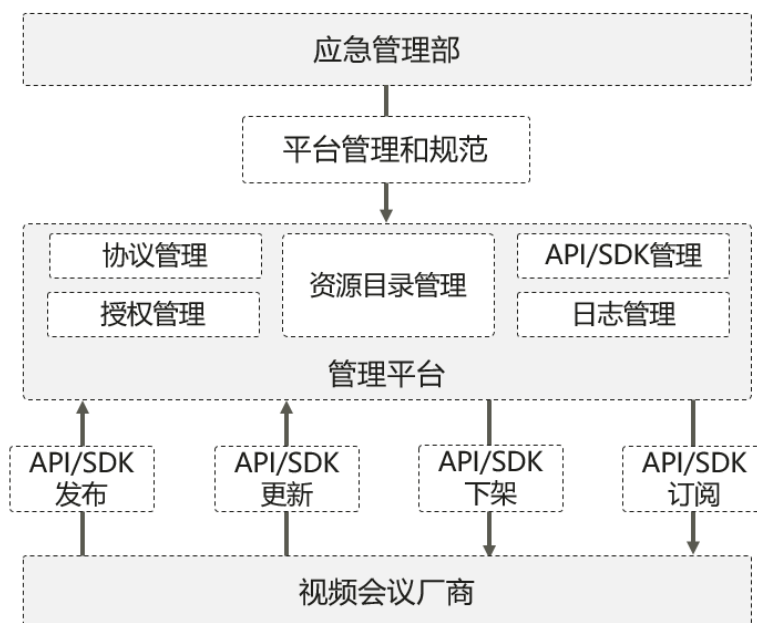 应急管理部
平台管理和规范
协议管理
资源目录管理
API/SDK管理
授权管理
日志管理
管理平台
API/SDK
发布
API/SDK
更新
API/SDK
下架
API/SDK
订阅
视频会议厂商